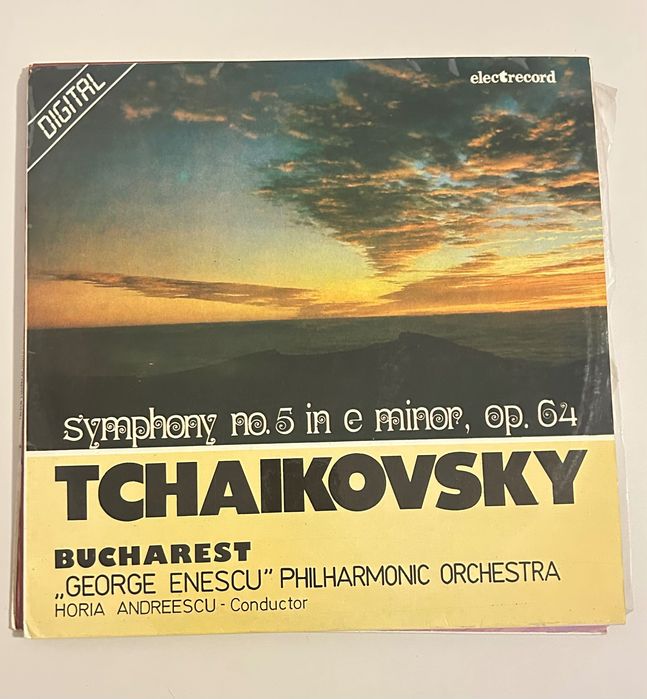 DIGITAL
electrecord
symphony no. 5 in e minor, op. 64
TCHAIKOVSKY
BUCHAREST
„GEORGE ENESCU” PHILHARMONIC ORCHESTRA
HORIA ANDREESCU - Conductor